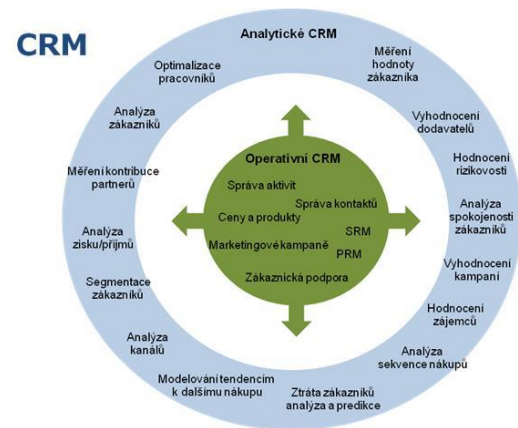 CRM
Analytické CRM
Optimalizace
pracovníků
Analýza
zákazníků
Měření kontribuce
partnerů
Analýza
zisku/příjmů
Segmentace
zákazníků
Analýza
kanálů
Modelování tendencím
k dalšímu nákupu
Ztráta zákazníků
analýza a predikce
Analýza
sekvence nákupů
Hodnocení
zájemců
Vyhodnocení
kampaní
Analýza
spokojenosti
zákazníků
Hodnocení
rizikovosti
Vyhodnocení
dodavatelů
Měření
hodnoty
zákazníka
Operativní CRM
Správa aktivit
Správa kontaktů
Ceny a produkty
SRM
Marketingové kampaně
PRM
Zákaznická podpora